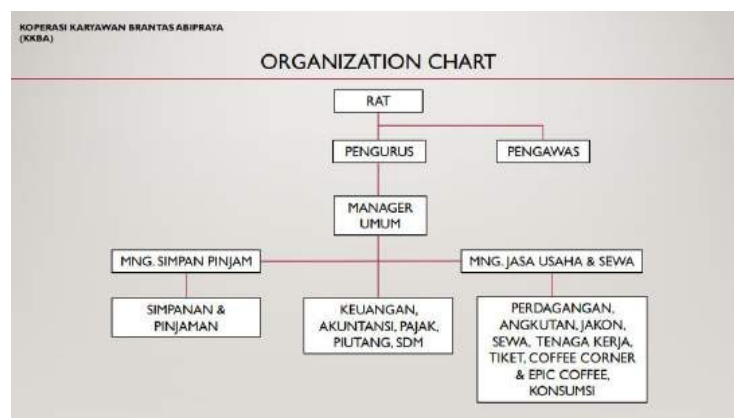 KOPERASI KARYAWAN BRANTAS ABIPRAYA
(KKBA)
ORGANIZATION CHART
RAT
PENGURUS
PENGAWAS
MANAGER
UMUM
MNG. SIMPAN PINJAM
MNG. JASA USAHA & SEWA
SIMPANAN &
PINJAMAN
KEUANGAN,
AKUNTANSI, PAJAK,
PIUTANG, SDM
PERDAGANGAN,
ANGKUTAN, JAKON,
SEWA, TENAGA KERJA,
TIKET, COFFEE CORNER
& EPIC COFFEE,
KONSUMSI